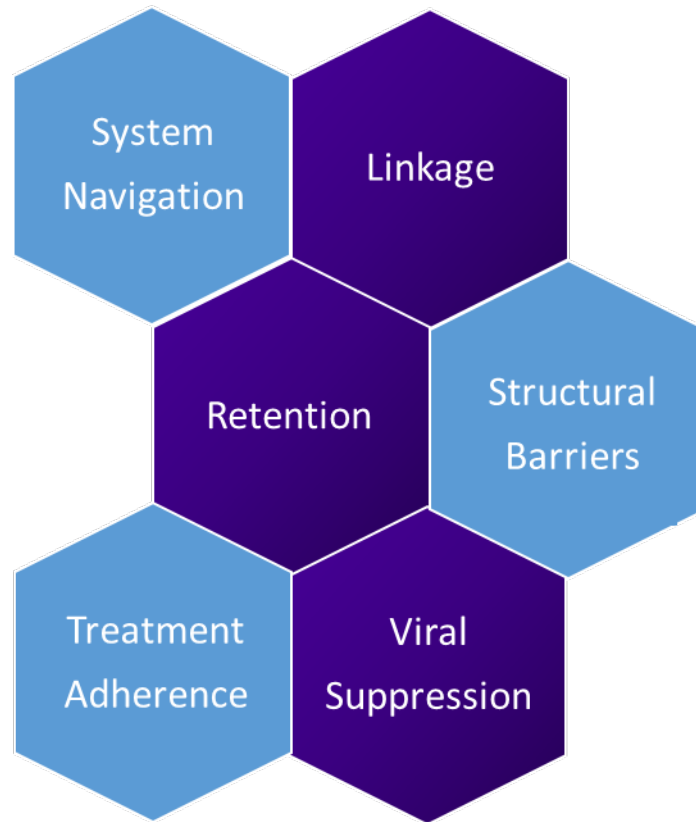 System
Navigation
Linkage
Retention
Structural
Barriers
Treatment
Adherence
Viral
Suppression